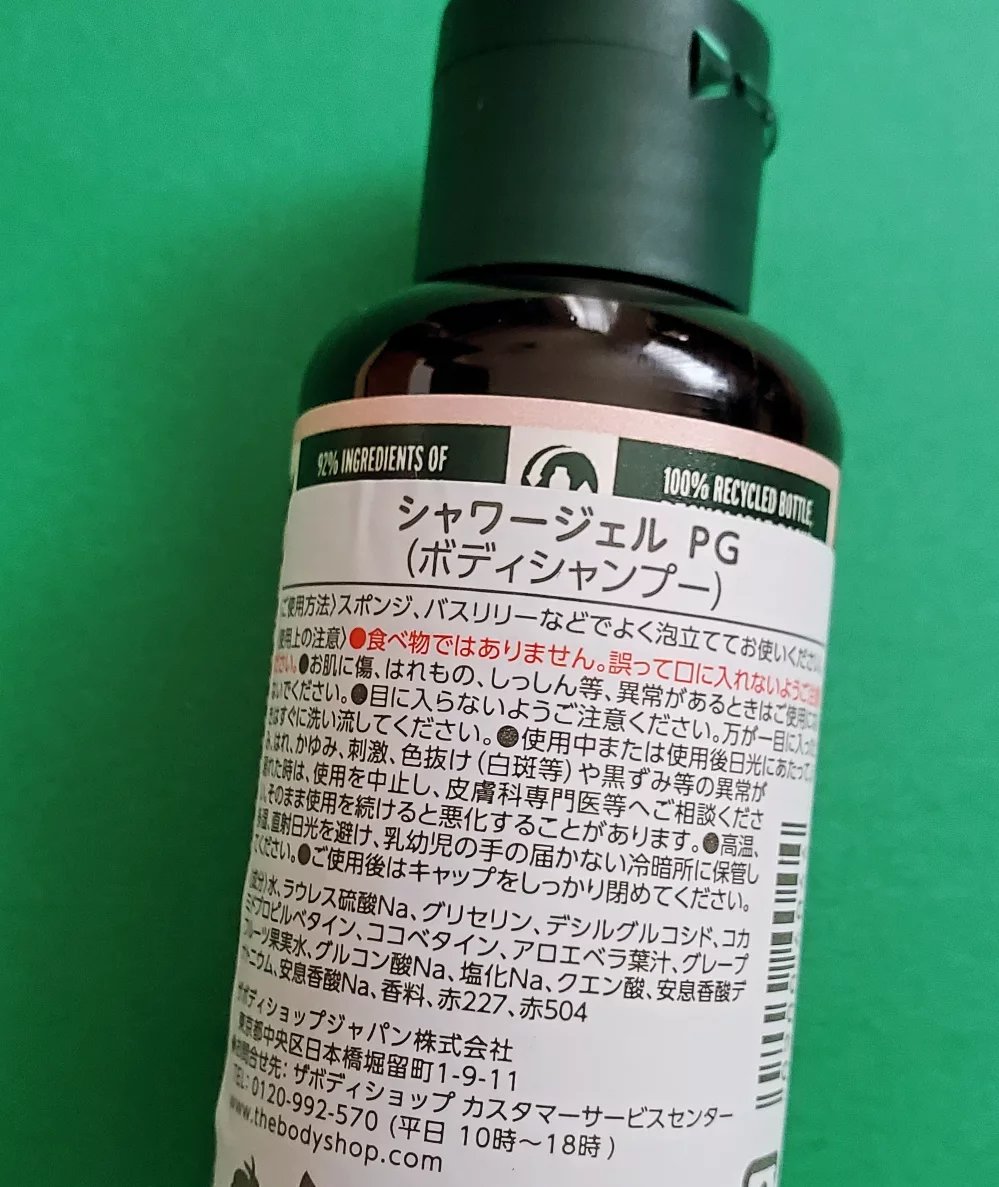 92% INGREDIENTS OF
100% RECYCLED BOTTLE,
シャワージェル PG
(ボディシャンプー)
ご使用方法〉スポンジ、バスリリーなどでよく泡立ててお使いください。
使用上の注意〉●食べ物ではありません。誤って口に入れないようご注意
ださい。●お肌に傷、はれもの、しっしん等、異常があるときはご使用にな
ないでください。●目に入らないようご注意ください。万が一目に入った
きはすぐに洗い流してください。●使用中または使用後日光にあたって、
み、はれ、かゆみ、刺激、色抜け(白斑等)や黒ずみ等の異常が
現れた時は、使用を中止し、皮膚科専門医等へご相談くださ
い。そのまま使用を続けると悪化することがあります。●高温、
低温、直射日光を避け、乳幼児の手の届かない冷暗所に保管し
てください。●ご使用後はキャップをしっかり閉めてください。
成分〉水、ラウレス硫酸Na、グリセリン、デシルグルコシド、コカ
ミドプロピルベタイン、ココベタイン、アロエベラ葉汁、グレープ
フルーツ果実水、グルコン酸Na、塩化Na、クエン酸、安息香酸デ
ナトニウム、安息香酸Na、香料、赤227、赤504
ザボディショップジャパン株式会社
東京都中央区日本橋堀留町1-9-11
お問合せ先: ザボディショップ カスタマーサービスセンター
TEL: 0120-992-570 (平日 10時～18時)
www.thebodyshop.com